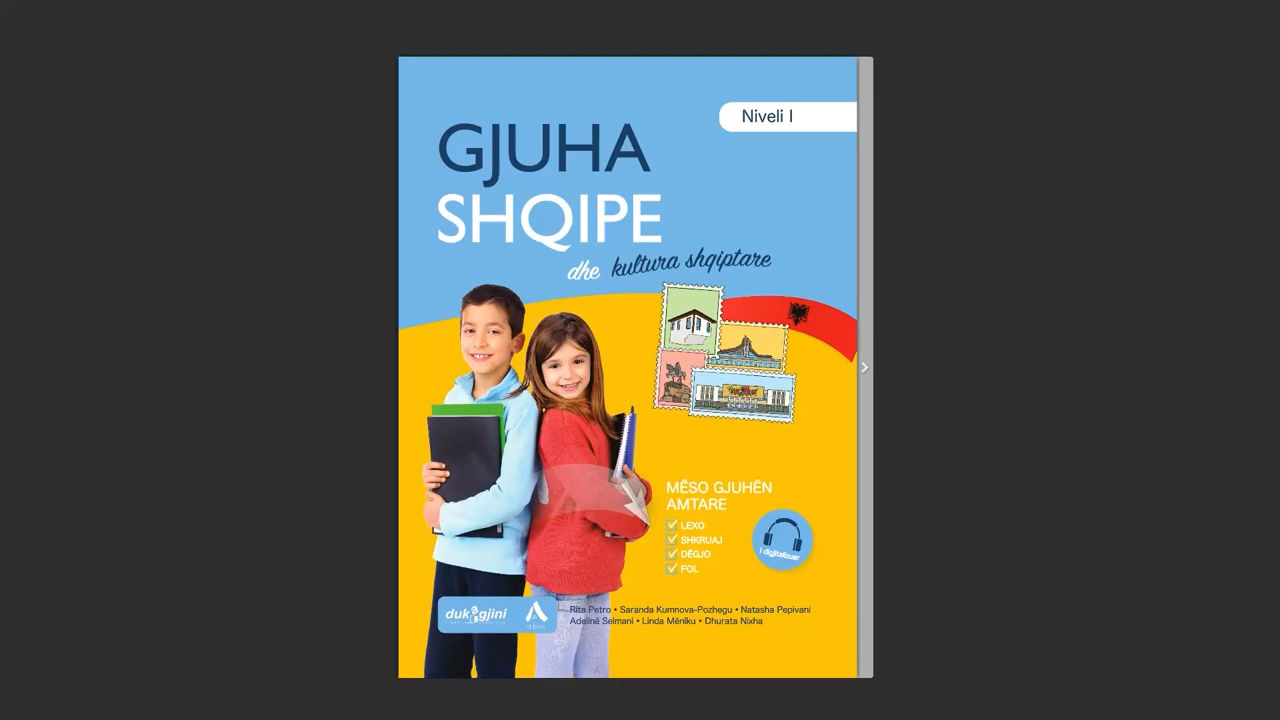 Niveli I
GJUHA
SHQIPE
dhe kultura shqiptare
MËSO GJUHËN
AMTARE
LEXO
SHKRUAJ
DËGJO
FOL
I digjitalizuar
dukagjini
Rita Petro • Saranda Kumnova-Pozhegu • Natasha Pepivani
Adelinë Selmani • Linda Mëniku • Dhurata Nixha